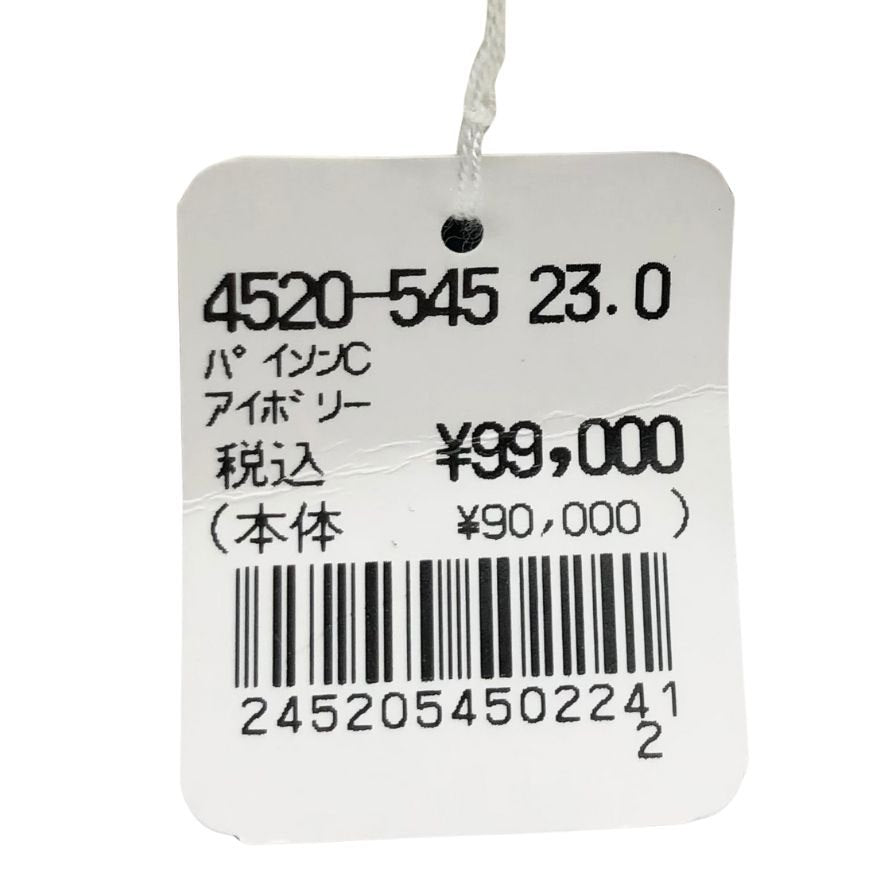 4520-545 23.0
パイソンC
アイボリー
税込 ¥99,000
(本体 ¥90,000 )
2452054502241
2